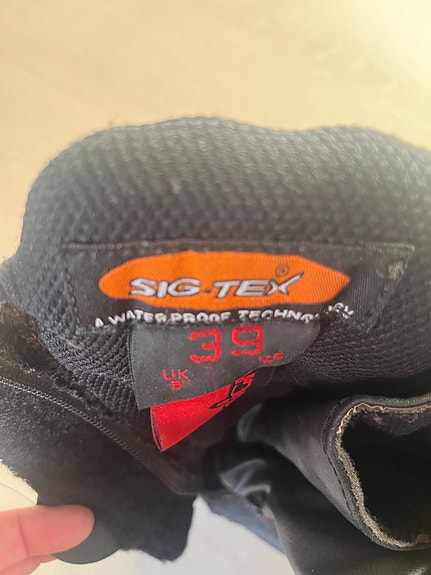 SIG-TEX®
A WATERPROOF TECHNOLOGY
39
UK